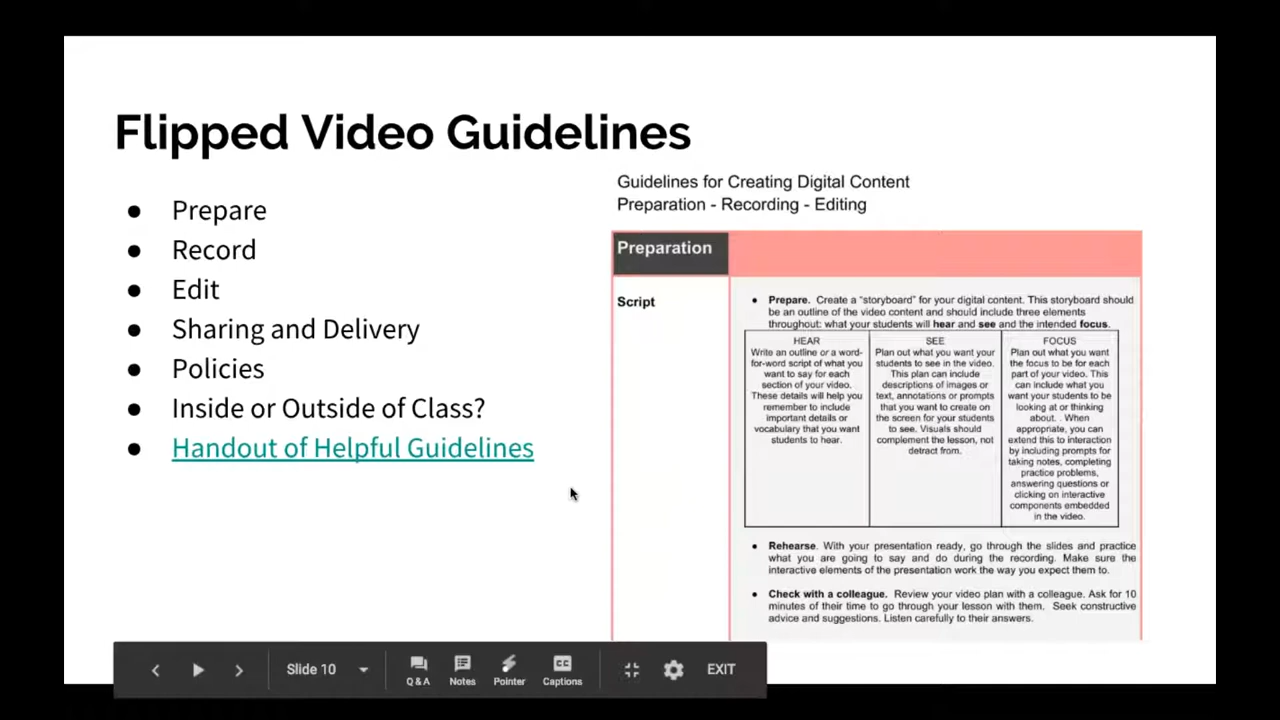 Flipped Video Guidelines
● Prepare
● Record
● Edit
● Sharing and Delivery
● Policies
● Inside or Outside of Class?
● Handout of Helpful Guidelines
Guidelines for Creating Digital Content
Preparation - Recording - Editing
Preparation
Script
● Prepare. Create a “storyboard” for your digital content. This storyboard should
be an outline of the video content and should include three elements
throughout: what your students will hear and see and the intended focus.
HEAR
Write an outline or a word-
for-word script of what you
want to say for each
section of your video.
These details will help you
remember to include
important details or
vocabulary that you want
students to hear.
SEE
Plan out what you want your
students to see in the video.
This plan can include
descriptions of images or
text, annotations or prompts
that you want to create on
the screen for your students
to see. Visuals should
complement the lesson, not
detract from.
FOCUS
Plan out what you want
the focus to be for each
part of your video. This
can include what you
want your students to be
looking at or thinking
about. . When
appropriate, you can
extend this to interaction
by including prompts for
taking notes, completing
practice problems,
answering questions or
clicking on interactive
components embedded
in the video.
● Rehearse. With your presentation ready, go through the slides and practice
what you are going to say and do during the recording. Make sure the
interactive elements of the presentation work the way you expect them to.
● Check with a colleague. Review your video plan with a colleague. Ask for 10
minutes of their time to go through your lesson with them. Seek constructive
advice and suggestions. Listen carefully to their answers.
Slide 10
Q & A
Notes
Pointer
CC
Captions
EXIT